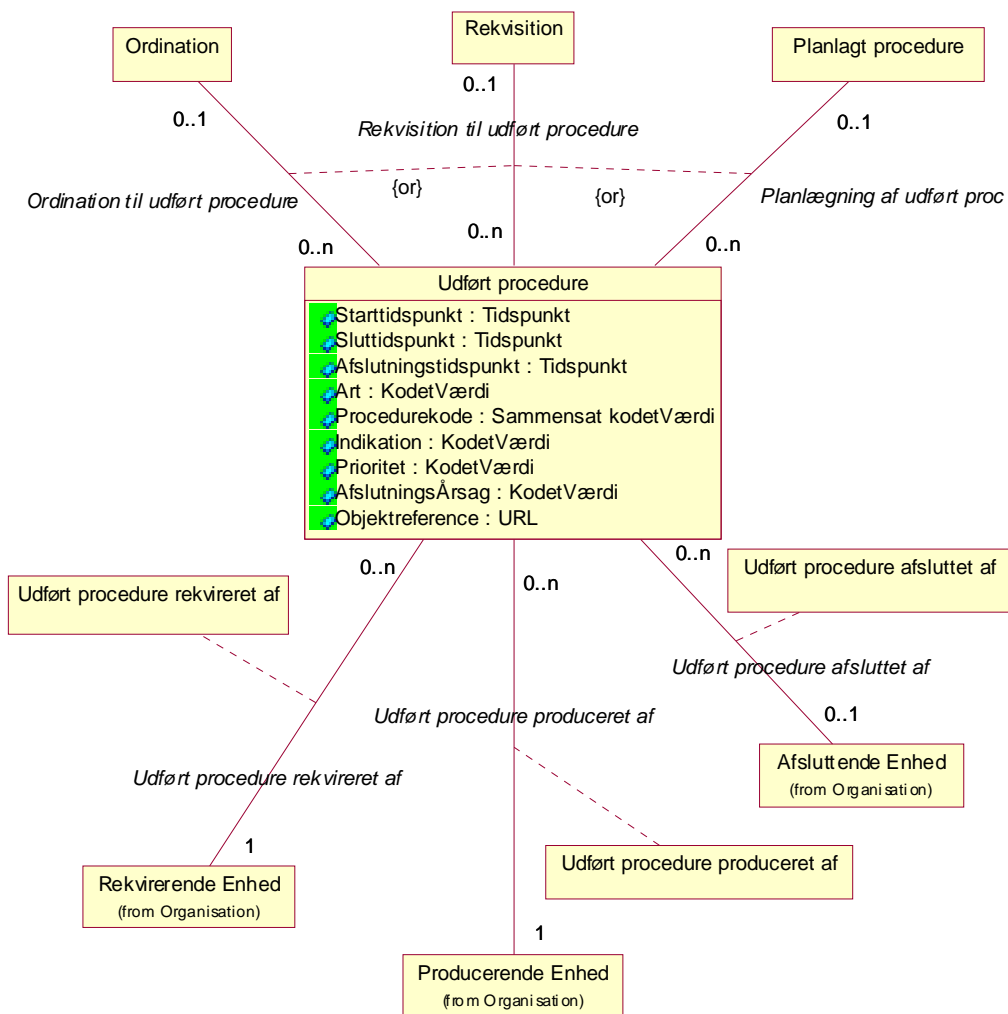 Ordination
Rekvisition
Planlagt procedure
0..1
0..1
0..1
Rekvisition til udført procedure
{or}
{or}
Ordination til udført procedure
Planlægning af udført proc
0..n
0..n
0..n
Udført procedure
Starttidspunkt : Tidspunkt
Sluttidspunkt : Tidspunkt
Afslutningstidspunkt : Tidspunkt
Art : KodetVærdi
Procedurekode : Sammensat kodetVærdi
Indikation : KodetVærdi
Prioritet : KodetVærdi
AfslutningsÅrsag : KodetVærdi
Objektreference : URL
0..n
0..n
0..n
Udført procedure rekvireret af
Udført procedure afsluttet af
Udført procedure afsluttet af
Udført procedure produceret af
0..1
Udført procedure rekvireret af
Afsluttende Enhed
(from Organisation)
1
Udført procedure produceret af
Rekvirerende Enhed
(from Organisation)
1
Producerende Enhed
(from Organisation)